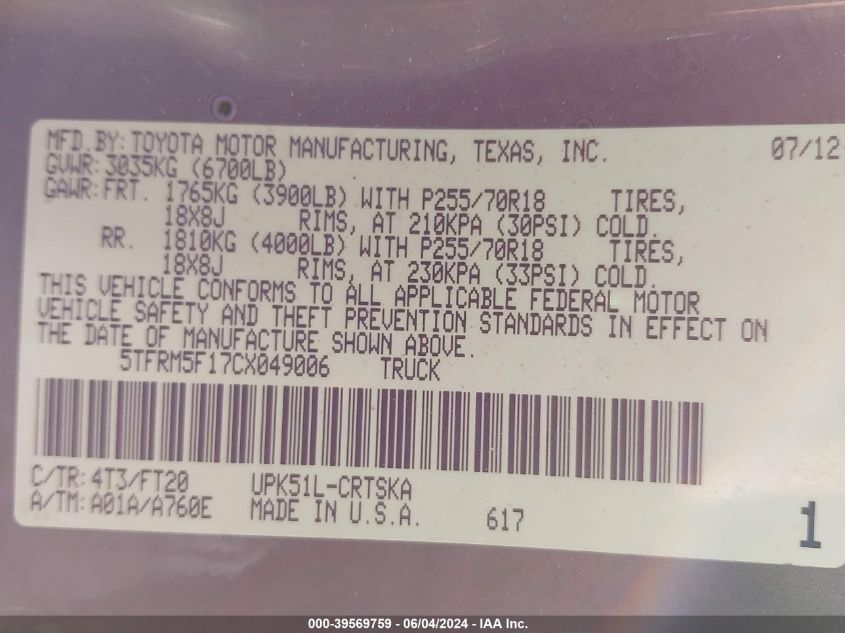 MFD. BY: TOYOTA MOTOR MANUFACTURING, TEXAS, INC. 07/12
GVWR: 3035KG (6700LB)
GAWR: FRT. 1765KG (3900LB) WITH P255/70R18 TIRES,
18X8J RIMS, AT 210KPA (30PSI) COLD.
RR. 1810KG (4000LB) WITH P255/70R18 TIRES,
18X8J RIMS, AT 230KPA (33PSI) COLD.
THIS VEHICLE CONFORMS TO ALL APPLICABLE FEDERAL MOTOR
VEHICLE SAFETY AND THEFT PREVENTION STANDARDS IN EFFECT ON
THE DATE OF MANUFACTURE SHOWN ABOVE.
5TFRM5F17CX049006 TRUCK
C/TR: 4T3/FT20 UPK51L-CRTSKA
A/TM: A01A/A760E MADE IN U.S.A. 617 1
000-39569759 - 06/04/2024 - IAAI Inc.